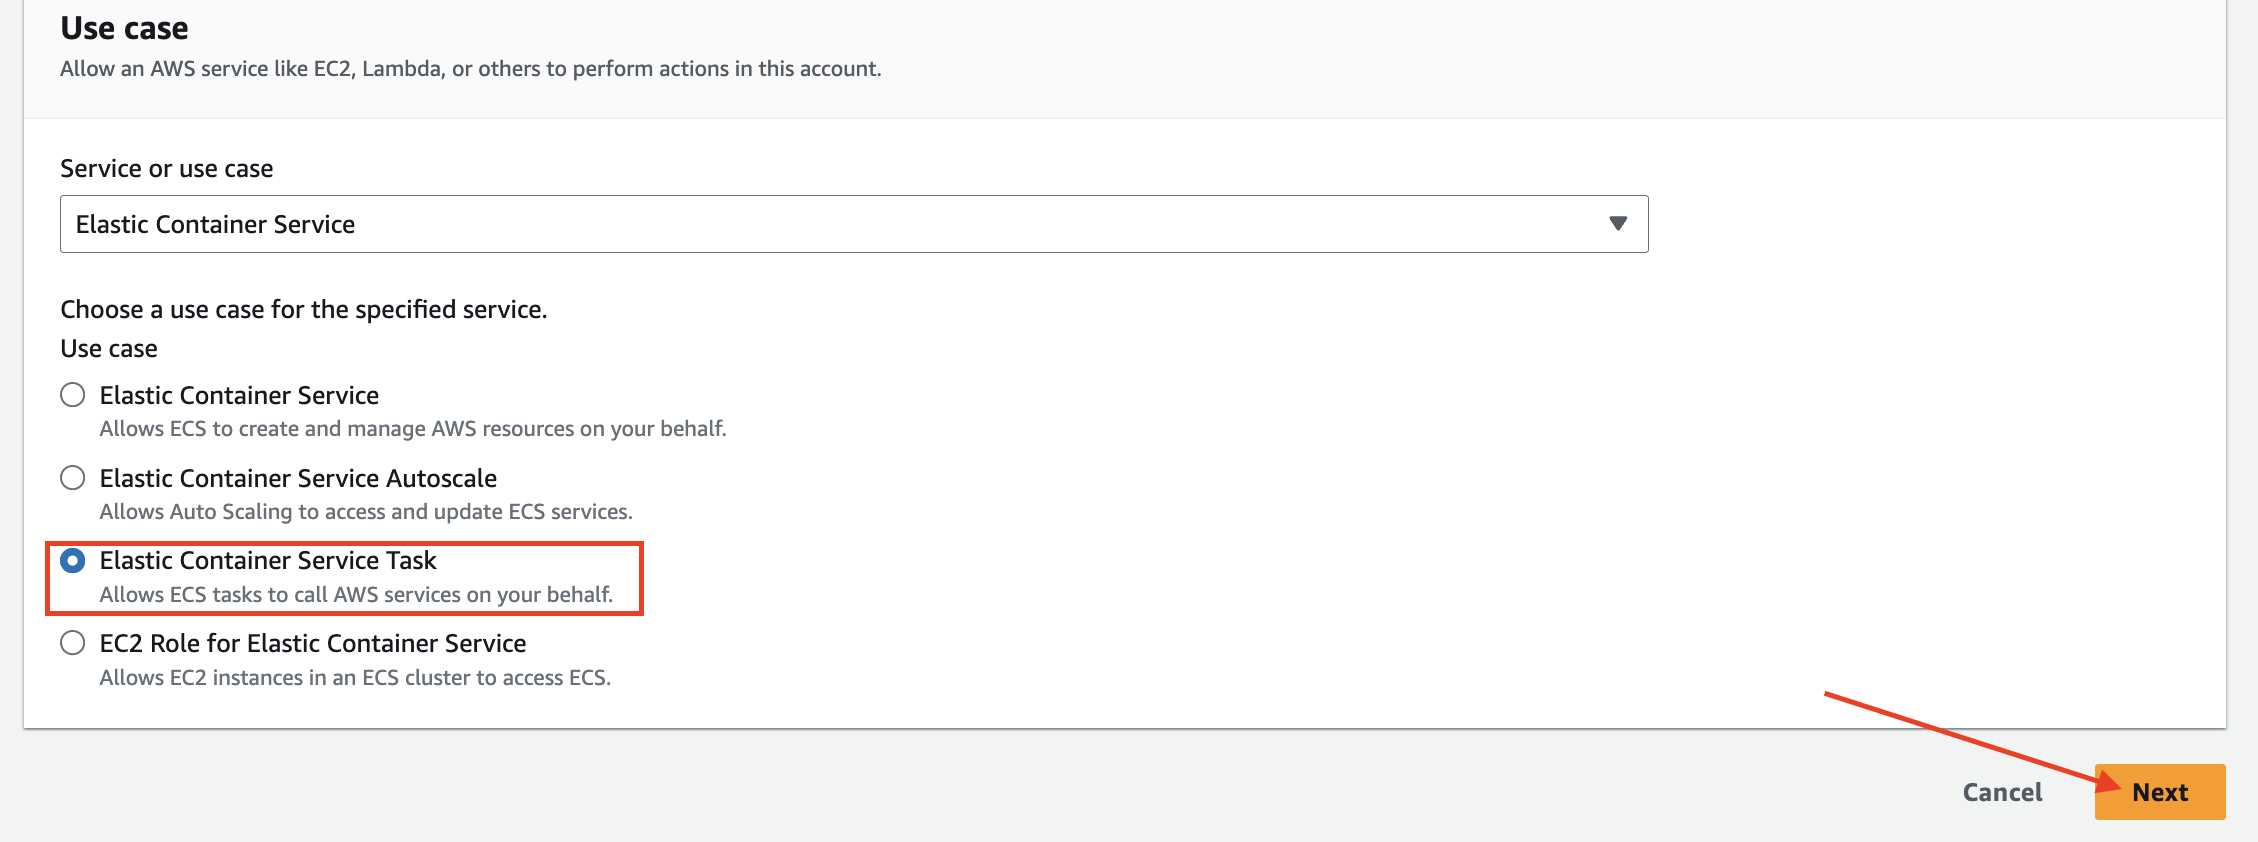 Use case
Allow an AWS service like EC2, Lambda, or others to perform actions in this account.
Service or use case
Elastic Container Service
Choose a use case for the specified service.
Use case
Elastic Container Service
Allows ECS to create and manage AWS resources on your behalf.
Elastic Container Service Autoscale
Allows Auto Scaling to access and update ECS services.
Elastic Container Service Task
Allows ECS tasks to call AWS services on your behalf.
EC2 Role for Elastic Container Service
Allows EC2 instances in an ECS cluster to access ECS.
Cancel
Next